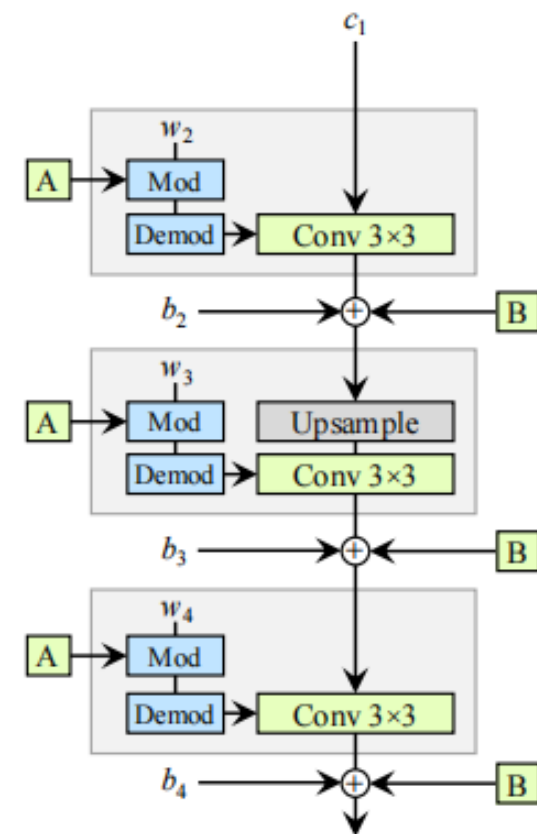 c₁
w₂
A Mod
Demod Conv 3×3
b₂ + B
w₃
A Mod Upsample
Demod Conv 3×3
b₃ + B
w₄
A Mod
Demod Conv 3×3
b₄ + B